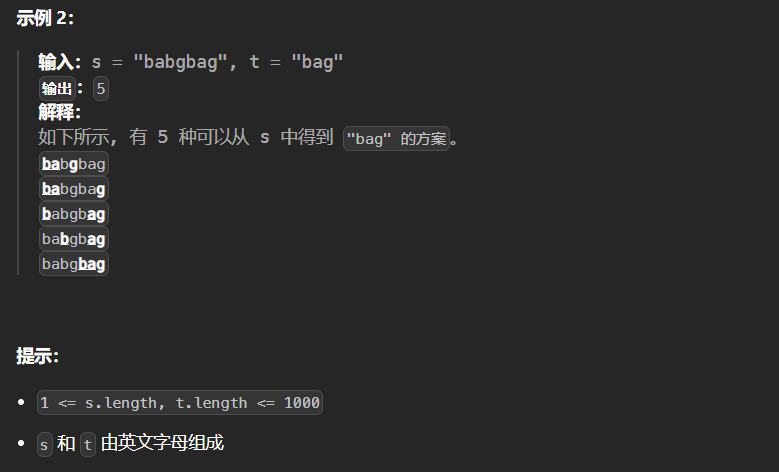 示例 2：
输入：s = "babgbag", t = "bag"
输出：5
解释：
如下所示, 有 5 种可以从 s 中得到 "bag" 的方案。
babgbag
babgbag
babgbag
babgbag
babgbag
提示：
• 1 <= s.length, t.length <= 1000
• s 和 t 由英文字母组成